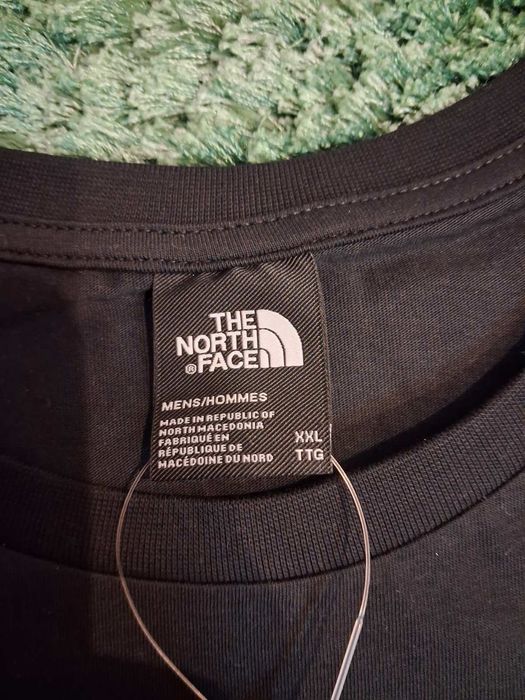 THE
NORTH
® FACE
MENS/HOMMES
MADE IN REPUBLIC OF
NORTH MACEDONIA
FABRIQUÉ EN
RÉPUBLIQUE DE
MACÉDOINE DU NORD
XXL
TTG